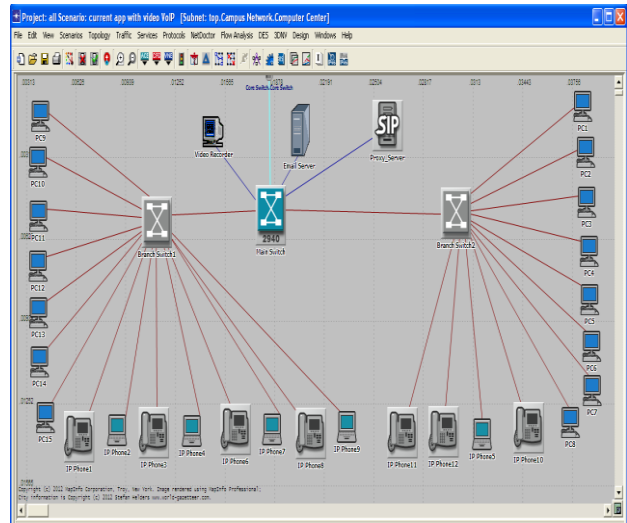 Project: all Scenario: current app with video VoIP [Subnet: top.Campus Network.Computer Center]
File Edit View Scenarios Topology Traffic Services Protocols NetDoctor Flow Analysis DES 3DNV Design Windows Help
Core Switch-Core Switch
PC9
Video Recorder
Email Server
SIP
Proxy_Server
PC1
PC10
PC2
PC11
Branch Switch1
2940
Main Switch
Branch Switch2
PC3
PC12
PC4
PC13
PC5
PC14
PC6
PC15
PC7
PC8
IP Phone1
IP Phone2
IP Phone3
IP Phone4
IP Phone6
IP Phone7
IP Phone8
IP Phone9
IP Phone11
IP Phone12
IP Phone5
IP Phone10
Copyright (c) 2012 MapInfo Corporation, Troy, New York. Image rendered using MapInfo Professional;
City information is Copyright (c) 2012 Stefan Helders www.world-gazetteer.com.